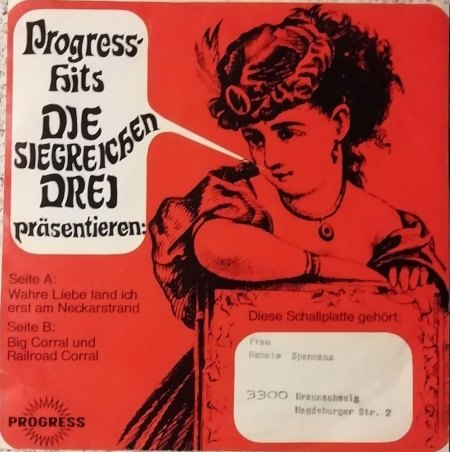 Progress-
hits
DIE
SIEGREICHEN
DREI
präsentieren:
Seite A:
Wahre Liebe fand ich
erst am Neckarstrand
Seite B:
Big Corral und
Railroad Corral
PROGRESS
Diese Schallplatte gehört:
Frau
Renate Spannaus
3300 Braunschweig
Magdeburger Str. 2